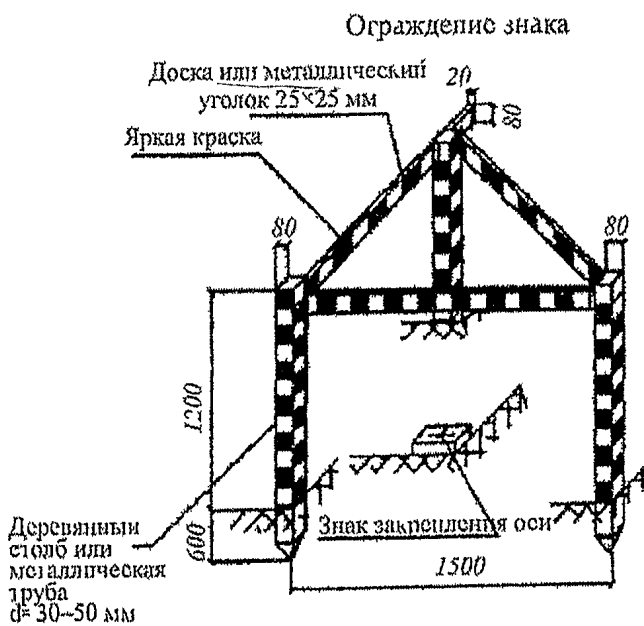 Ограждение знака
Доска или металлический
уголок 25×25 мм
20
80
Яркая краска
80
80
1200
600
Знак закрепления оси
Деревянный
столб или
металлическая
труба
d= 30–50 мм
1500